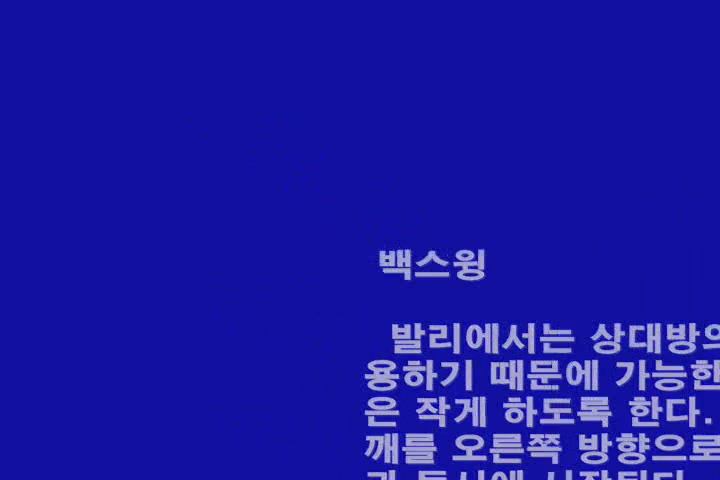 백스윙
발리에서는 상대방의
용하기 때문에 가능한
은 작게 하도록 한다.
깨를 오른쪽 방향으로